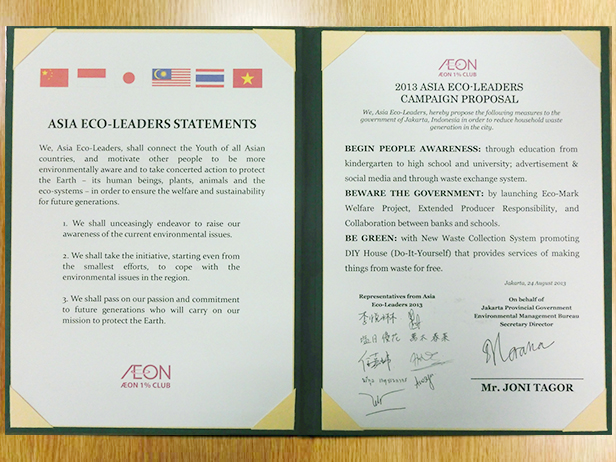 ASIA ECO-LEADERS STATEMENTS
We, Asia Eco-Leaders, shall connect the Youth of all Asian
countries, and motivate other people to be more
environmentally aware and to take concerted action to protect
the Earth – its human beings, plants, animals and the
eco-systems – in order to ensure the welfare and sustainability
for future generations.
1. We shall unceasingly endeavor to raise our
awareness of the current environmental issues.
2. We shall take the initiative, starting even from
the smallest efforts, to cope with the
environmental issues in the region.
3. We shall pass on our passion and commitment
to future generations who will carry on our
mission to protect the Earth.
ÆON
ÆON 1% CLUB
ÆON
ÆON 1% CLUB
2013 ASIA ECO-LEADERS
CAMPAIGN PROPOSAL
We, Asia Eco-Leaders, hereby propose the following measures to the
government of Jakarta, Indonesia in order to reduce household waste
generation in the city.
BEGIN PEOPLE AWARENESS: through education from
kindergarten to high school and university; advertisement &
social media and through waste exchange system.
BEWARE THE GOVERNMENT: by launching Eco-Mark
Welfare Project, Extended Producer Responsibility, and
Collaboration between banks and schools.
BE GREEN: with New Waste Collection System promoting
DIY House (Do-It-Yourself) that provides services of making
things from waste for free.
Jakarta, 24 August 2013
Representatives from Asia
Eco-Leaders 2013
On behalf of
Jakarta Provincial Government
Environmental Management Bureau
Secretary Director
Mr. JONI TAGOR